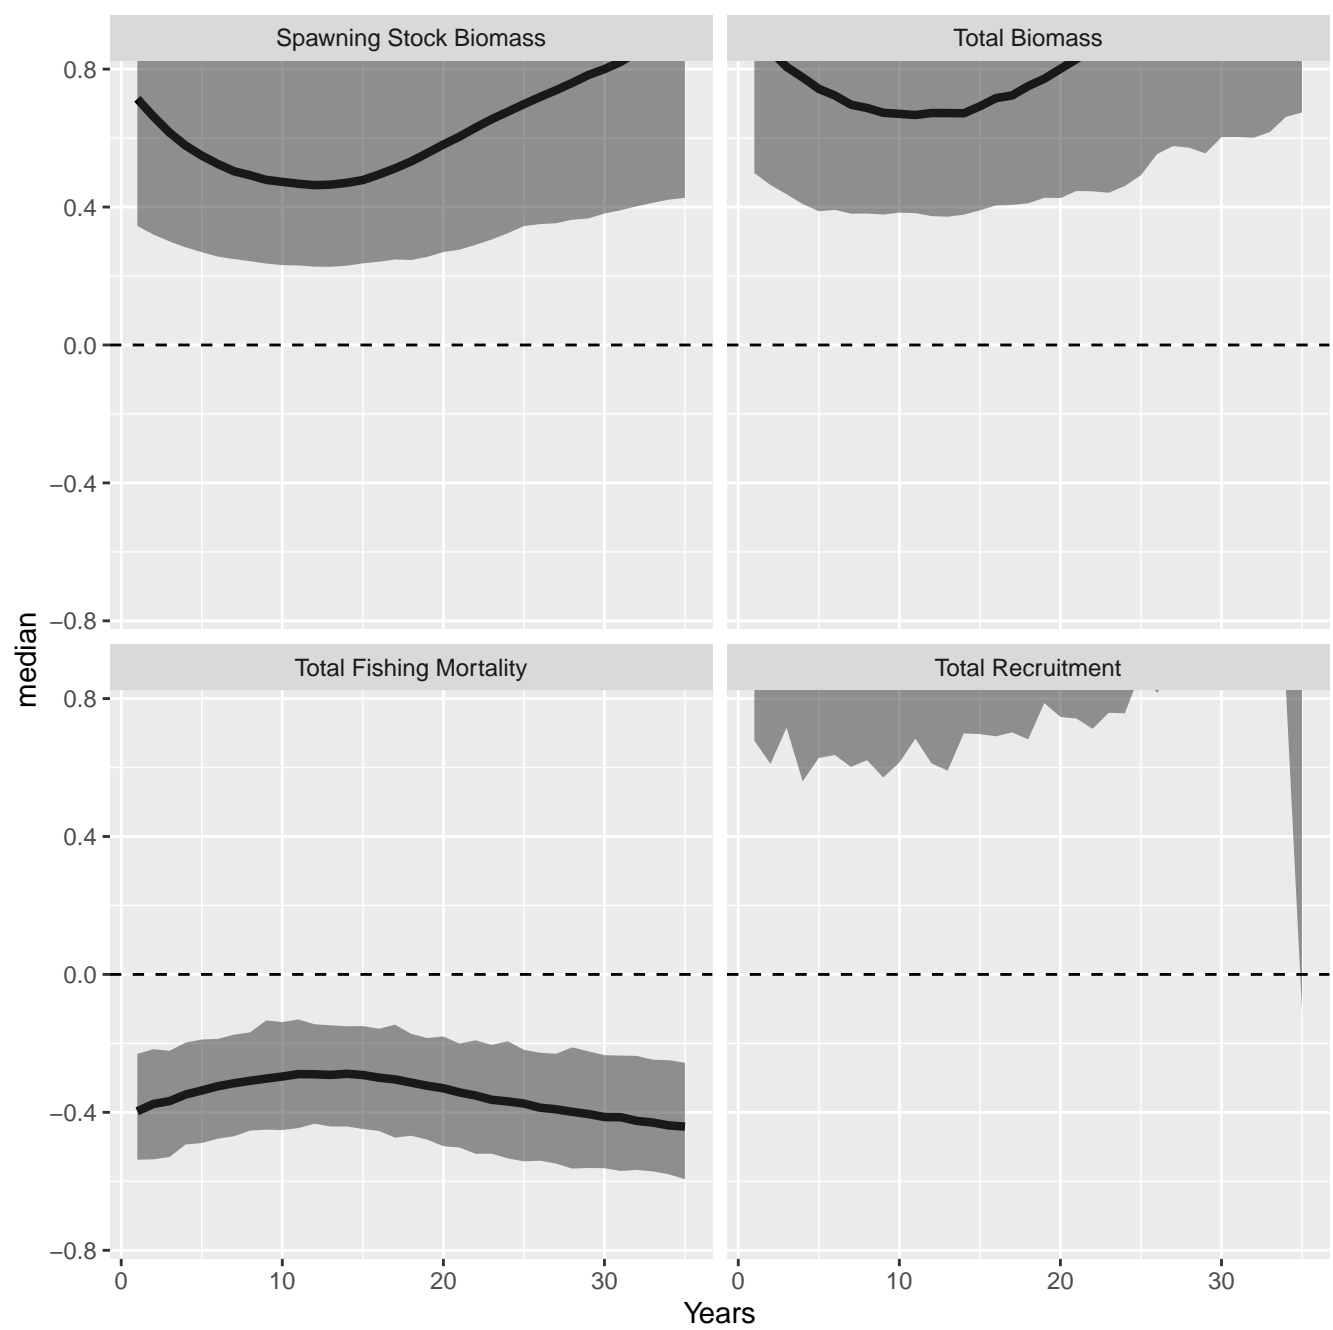 Spawning Stock Biomass
Total Biomass
0.8
0.4
0.0
−0.4
−0.8
median
Total Fishing Mortality
Total Recruitment
0.8
0.4
0.0
−0.4
−0.8
0 10 20 30
0 10 20 30
Years